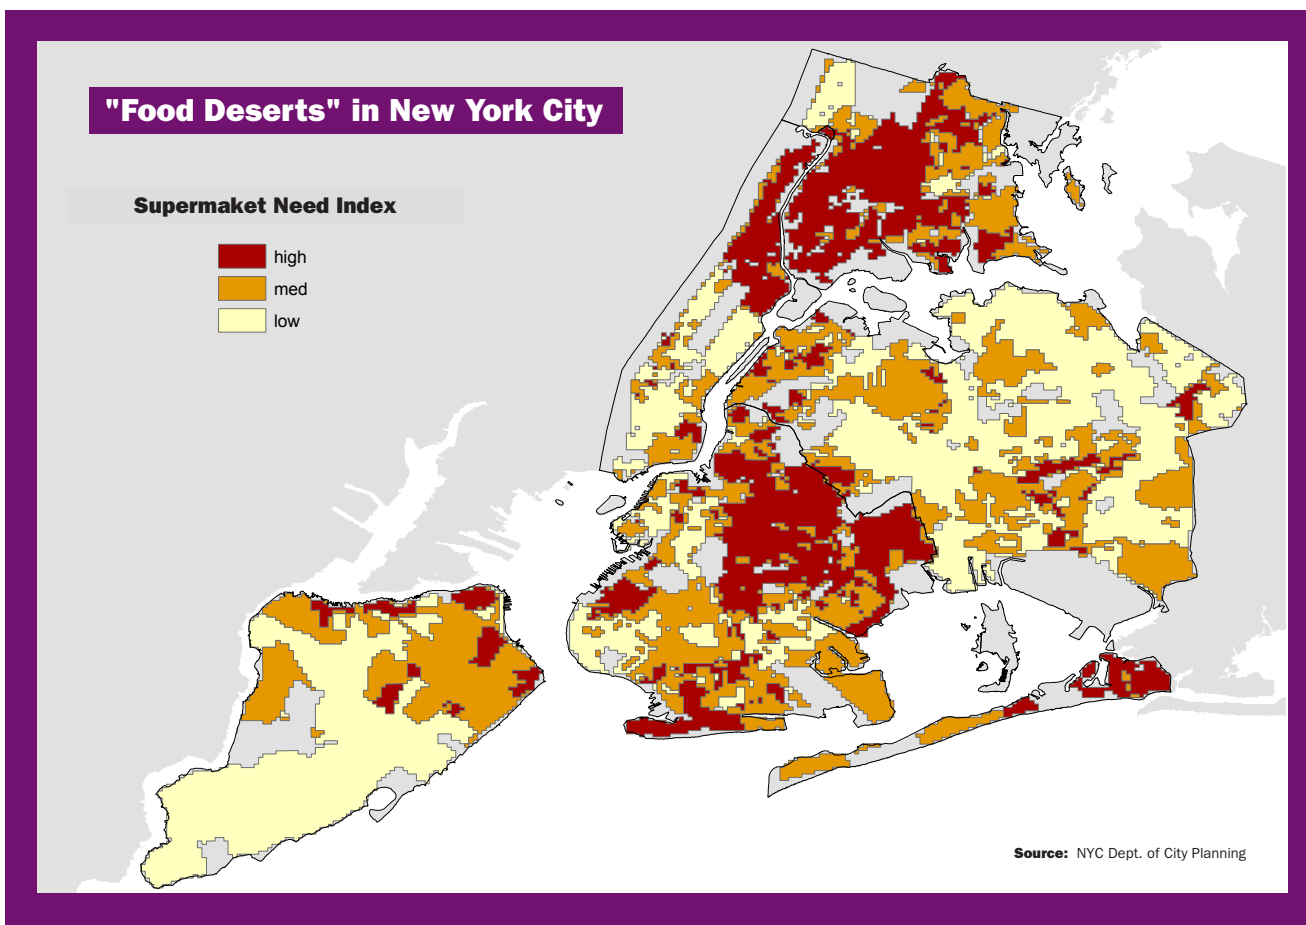 "Food Deserts" in New York City
Supermaket Need Index
high
med
low
Source: NYC Dept. of City Planning